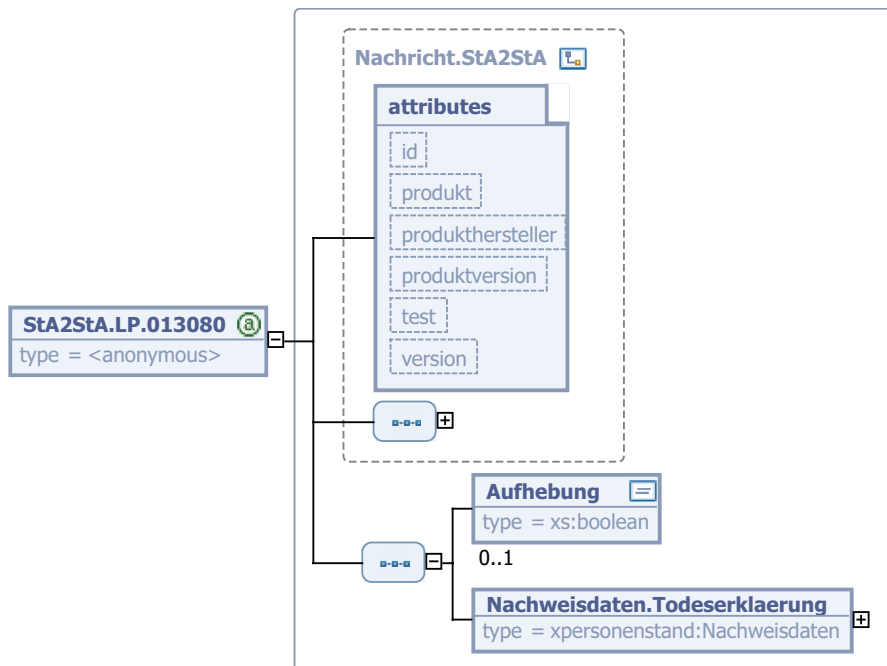 Nachricht.StA2StA
attributes
id
produkt
produkthersteller
produktversion
test
version
StA2StA.LP.013080 @
type = <anonymous>
Aufhebung
type = xs:boolean
0..1
Nachweisdaten.Todeserklaerung
type = xpersonenstand:Nachweisdaten